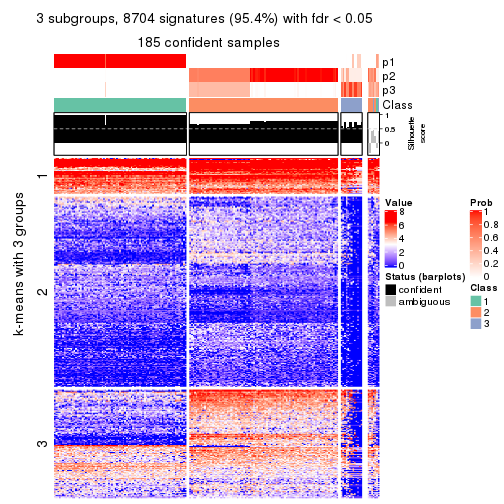 3 subgroups, 8704 signatures (95.4%) with fdr < 0.05
185 confident samples
p1
p2
p3
Class
1
0.5
0
Silhouette
score
k-means with 3 groups
1
2
3
Value
8
6
4
2
0
Status (barplots)
confident
ambiguous
Prob
1
0.8
0.6
0.4
0.2
0
Class
1
2
3